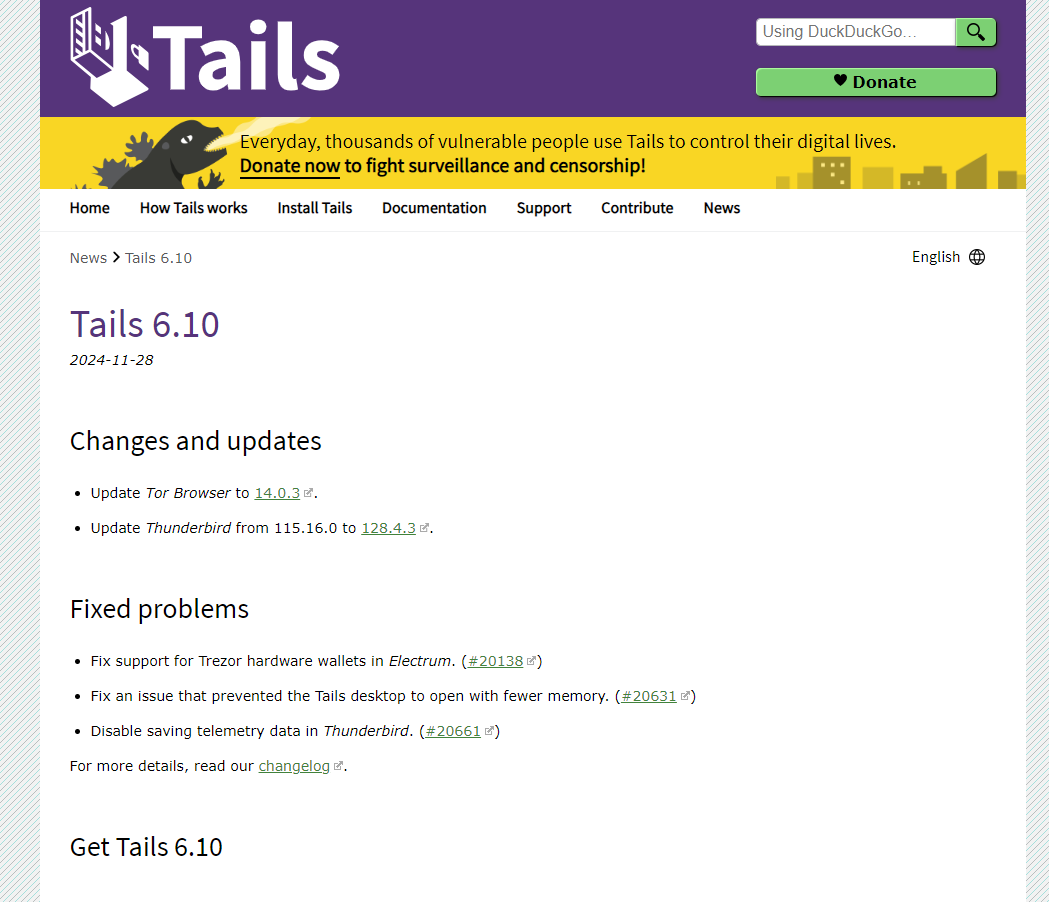 Tails
Using DuckDuckGo...
Donate
Everyday, thousands of vulnerable people use Tails to control their digital lives.
Donate now to fight surveillance and censorship!
Home How Tails works Install Tails Documentation Support Contribute News
News Tails 6.10
English
Tails 6.10
2024-11-28
Changes and updates
• Update Tor Browser to 14.0.3.
• Update Thunderbird from 115.16.0 to 128.4.3.
Fixed problems
• Fix support for Trezor hardware wallets in Electrum. (#20138)
• Fix an issue that prevented the Tails desktop to open with fewer memory. (#20631)
• Disable saving telemetry data in Thunderbird. (#20661)
For more details, read our changelog.
Get Tails 6.10